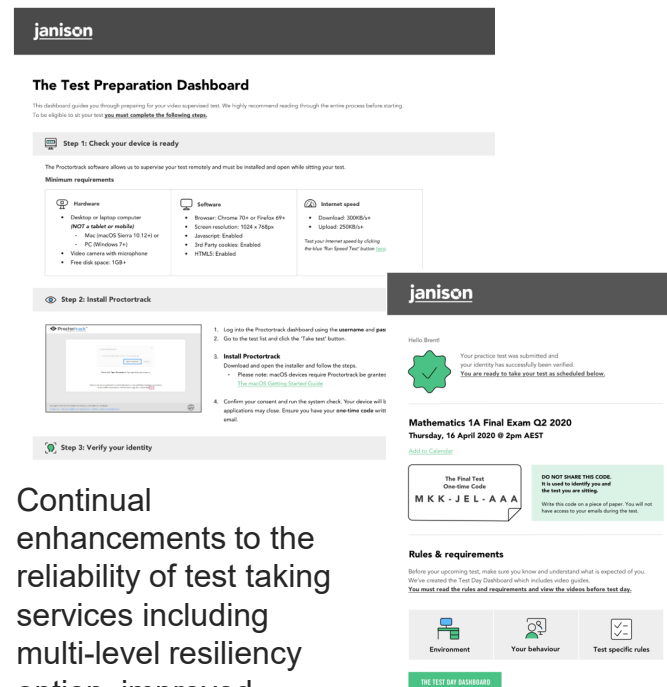 janison
The Test Preparation Dashboard
This dashboard guides you through preparing for your video supervised test. We highly recommend reading through the entire process before starting.
To be eligible to sit your test you must complete the following steps.
Step 1: Check your device is ready
The Proctortrack software allows us to supervise your test remotely and must be installed and open while sitting your test.
Minimum requirements
Hardware
• Desktop or laptop computer
(NOT a tablet or mobile)
- Mac (macOS Sierra 10.12+) or
- PC (Windows 7+)
• Video camera with microphone
• Free disk space: 1GB+
Software
• Browser: Chrome 70+ or Firefox 69+
• Screen resolution: 1024 x 768px
• Javascript: Enabled
• 3rd Party cookies: Enabled
• HTML5: Enabled
Internet speed
• Download: 300KB/s+
• Upload: 250KB/s+
Test your Internet speed by clicking
the blue "Run Speed Test" button here.
Step 2: Install Proctortrack
Proctortrack
1. Log into the Proctortrack dashboard using the username and
2. Go to the test list and click the 'Take test' button.
3. Install Proctortrack
Download and open the installer and follow the steps.
- Please note: macOS devices require Proctortrack be grante
The macOS Getting Started Guide
4. Confirm your consent and run the system check. Your device will
applications may close. Ensure you have your one-time code writ
email.
Step 3: Verify your identity
janison
Hello Brent!
Your practice test was submitted and
your identity has successfully been verified.
You are ready to take your test as scheduled below.
Mathematics 1A Final Exam Q2 2020
Thursday, 16 April 2020 @ 2pm AEST
Add to Calendar
The Final Test
One-time Code
MKK-JEL-AAA
DO NOT SHARE THIS CODE.
It is used to identify you and
the test you are sitting.
Write this code on a piece of paper. You will not
have access to your emails during the test.
Rules & requirements
Before your upcoming test, make sure you know and understand what is expected of you.
We've created the Test Day Dashboard which includes video guides.
You must read the rules and requirements and view the videos before test day.
Environment
Your behaviour
Test specific rules
THE TEST DAY DASHBOARD
Continual
enhancements to the
reliability of test taking
services including
multi-level resiliency
option, improved